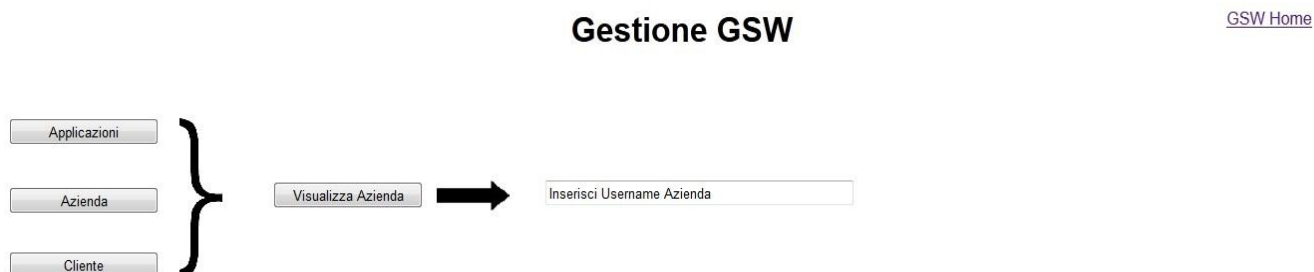 Gestione GSW
GSW Home
Applicazioni
Azienda
Visualizza Azienda
Inserisci Username Azienda
Cliente